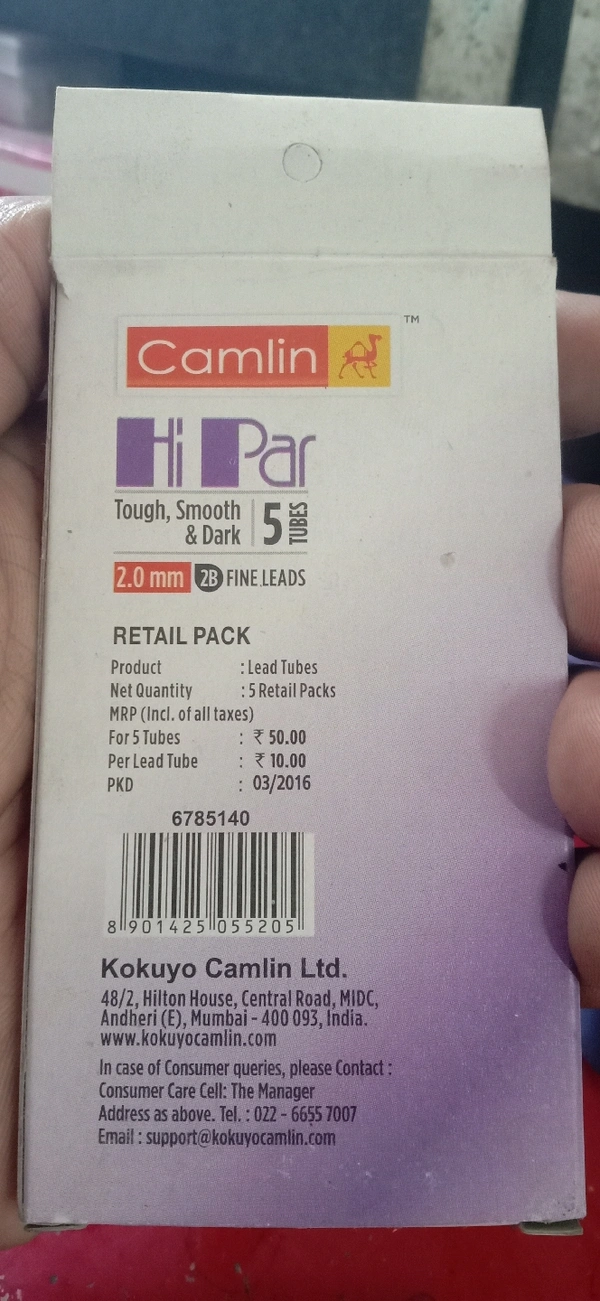 Camlin TM
Hi Par
Tough, Smooth
& Dark
5 TUBES
2.0 mm 2B FINE LEADS
RETAIL PACK
Product : Lead Tubes
Net Quantity : 5 Retail Packs
MRP (Incl. of all taxes)
For 5 Tubes : ₹ 50.00
Per Lead Tube : ₹ 10.00
PKD : 03/2016
6785140
8 901425 055205
Kokuyo Camlin Ltd.
48/2, Hilton House, Central Road, MIDC,
Andheri (E), Mumbai - 400 093, India.
www.kokuyocamlin.com
In case of Consumer queries, please Contact :
Consumer Care Cell: The Manager
Address as above. Tel. : 022 - 6655 7007
Email : support@kokuyocamlin.com